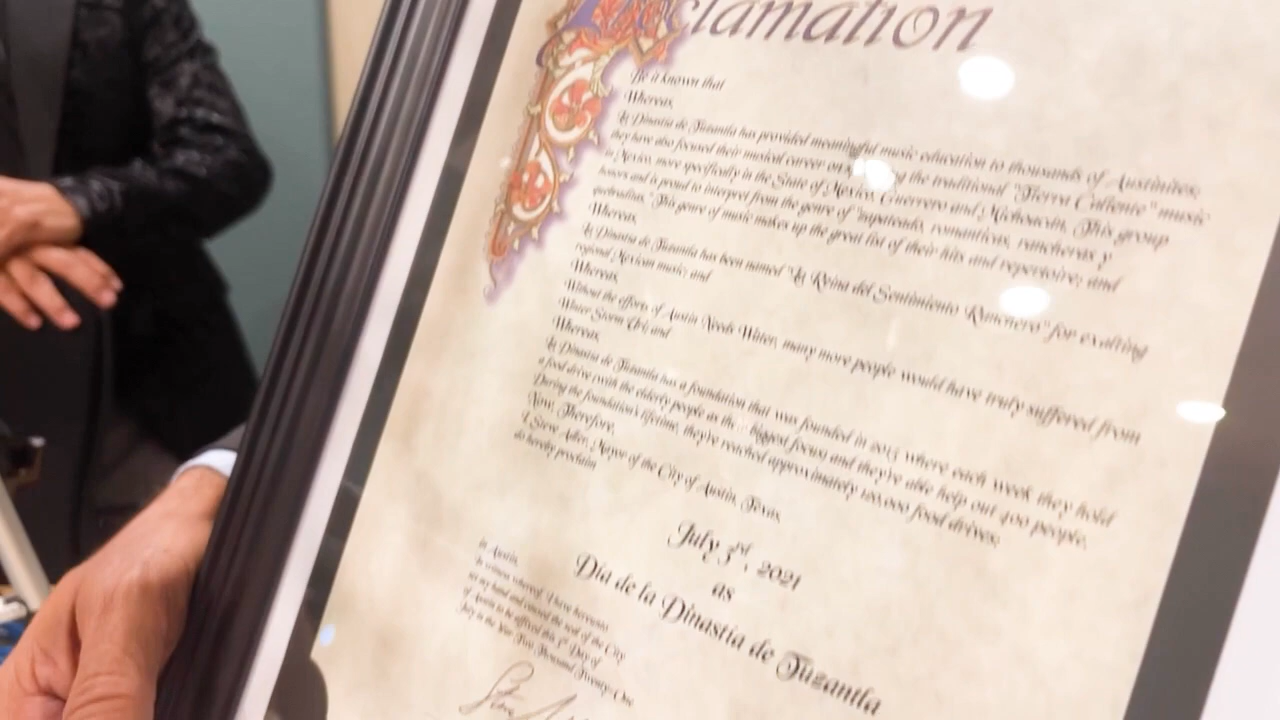 clamation
Be it known that
Whereas,
La Dinastia de Tuzantla has provided meaningful music education to thousands of Austinites,
they have also focused their musical career on the traditional "Tierra Caliente" music
in Mexico, more specifically in the State of Mexico, Guerrero and Michoacán. This group
honors and is proud to interpret from the genre of "zapateado, romanticas, rancheras y
quebraditas." This genre of music makes up the great list of their hits and repertoire; and
Whereas,
La Dinastia de Tuzantla has been named "La Reina del Sentimiento Ranchero" for exalting
regional Mexican music; and
Whereas,
Without the efforts of Austin Needs Water, many more people would have truly suffered from
Winter Storm Uri; and
Whereas,
La Dinastia de Tuzantla has a foundation that was founded in 2015 where each week they hold
a food drive (with the elderly people as the biggest focus) and they're able help out 400 people.
During the foundation's lifetime, they're reached approximately 120,000 food drives;
Now, Therefore,
I, Steve Adler, Mayor of the City of Austin, Texas,
do hereby proclaim
July 3rd, 2021
as
Día de la Dinastia de Tuzantla
in Austin.
In witness whereof, I have hereunto
set my hand and caused the seal of the City
of Austin to be affixed this Day of
July in the Year Two Thousand Twenty-One